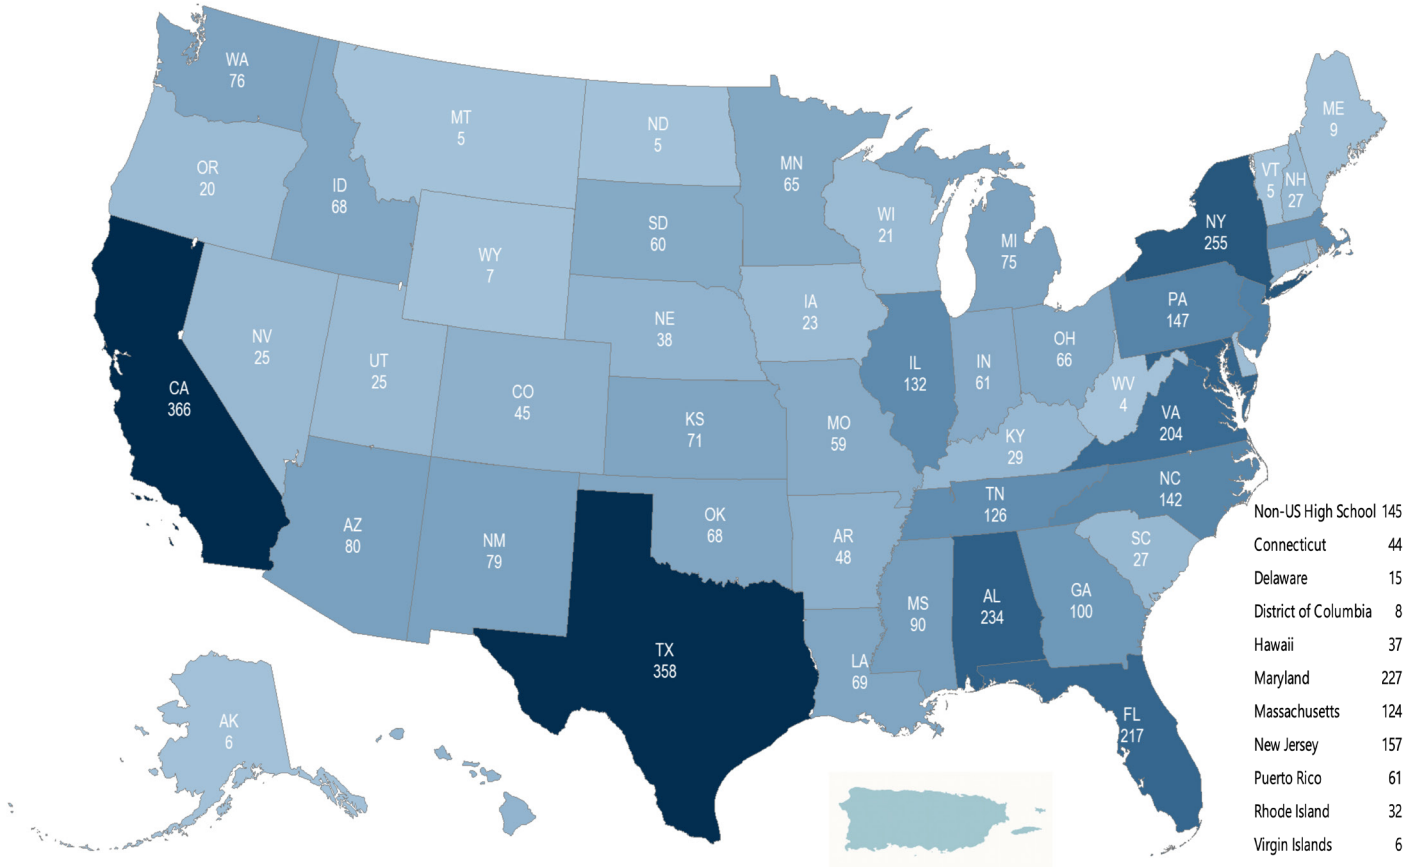 WA
76
MT
5
ND
5
MN
65
ME
9
VT
5
NH
27
OR
20
ID
68
SD
60
WI
21
MI
75
NY
255
WY
7
IA
23
NE
38
PA
147
NV
25
UT
25
CO
45
IL
132
IN
61
OH
66
WV
4
CA
366
KS
71
MO
59
KY
29
VA
204
AZ
80
NM
79
OK
68
AR
48
TN
126
NC
142
SC
27
MS
90
AL
234
GA
100
TX
358
LA
69
FL
217
AK
6
Non-US High School 145
Connecticut 44
Delaware 15
District of Columbia 8
Hawaii 37
Maryland 227
Massachusetts 124
New Jersey 157
Puerto Rico 61
Rhode Island 32
Virgin Islands 6